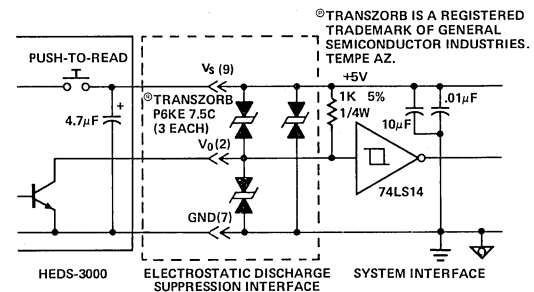 ℗TRANSZORB IS A REGISTERED
TRADEMARK OF GENERAL
SEMICONDUCTOR INDUSTRIES.
TEMPE AZ.
PUSH-TO-READ
VS (9)
+5V
®TRANSZORB
P6KE 7.5C
(3 EACH)
1K 5%
1/4W
.01μF
10μF
+
4.7μF
VO(2)
74LS14
GND(7)
HEDS-3000
ELECTROSTATIC DISCHARGE
SUPPRESSION INTERFACE
SYSTEM INTERFACE